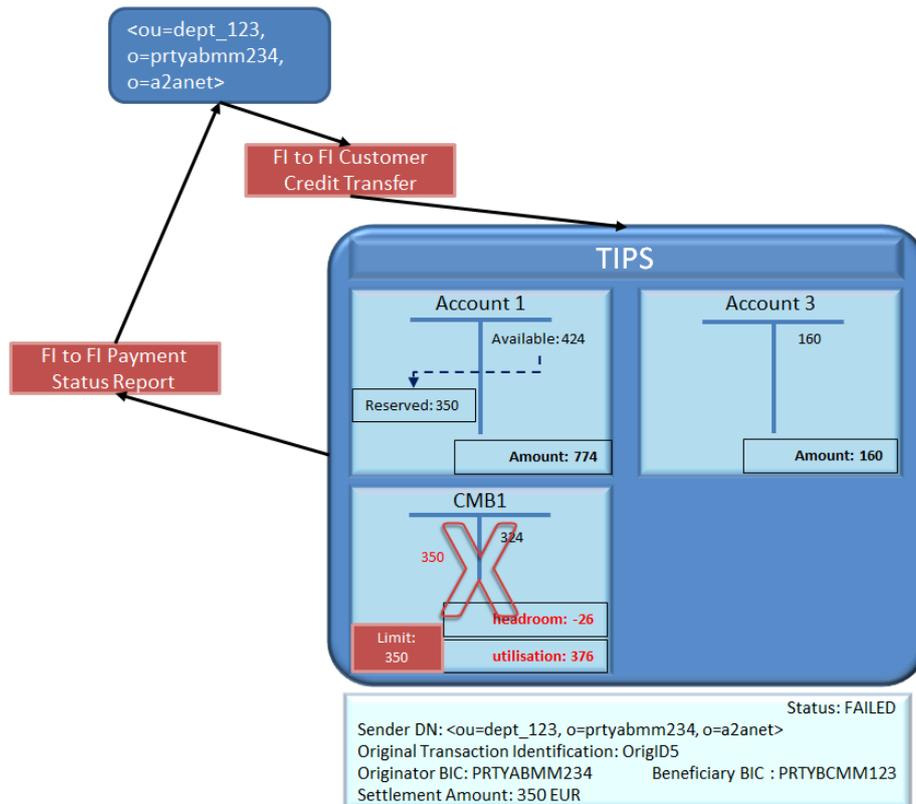 <ou=dept_123,
o=prtyabmm234,
o=a2anet>
FI to FI Customer
Credit Transfer
TIPS
Account 1
Available: 424
Reserved: 350
Amount: 774
Account 3
160
Amount: 160
FI to FI Payment
Status Report
CMB1
350
324
headroom: -26
Limit:
350
utilisation: 376
Status: FAILED
Sender DN: <ou=dept_123, o=prtyabmm234, o=a2anet>
Original Transaction Identification: OrigID5
Originator BIC: PRTYABMM234 Beneficiary BIC : PRTYBCMM123
Settlement Amount: 350 EUR